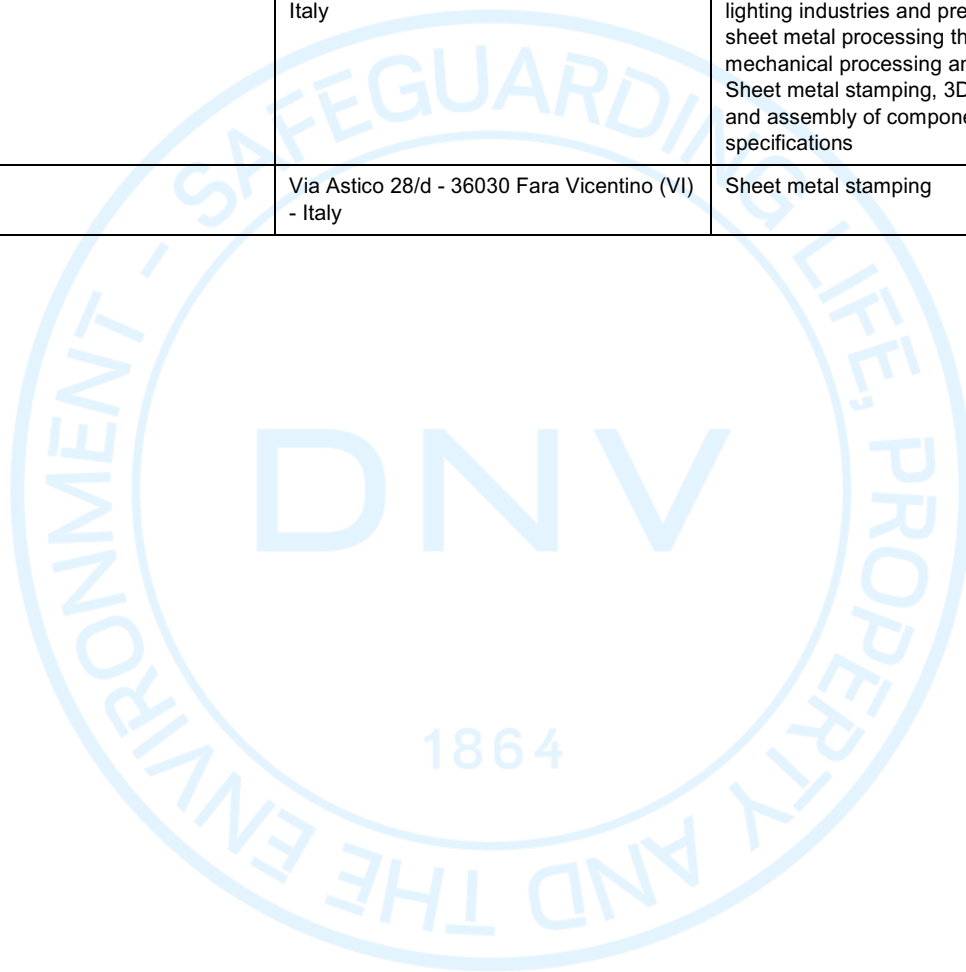 Italy
lighting industries and pre
sheet metal processing th
mechanical processing an
Sheet metal stamping, 3D
and assembly of compone
specifications
Via Astico 28/d - 36030 Fara Vicentino (VI)
- Italy
Sheet metal stamping
SAFEGUARDING LIFE, PROPERTY AND THE ENVIRONMENT -
DNV
1864